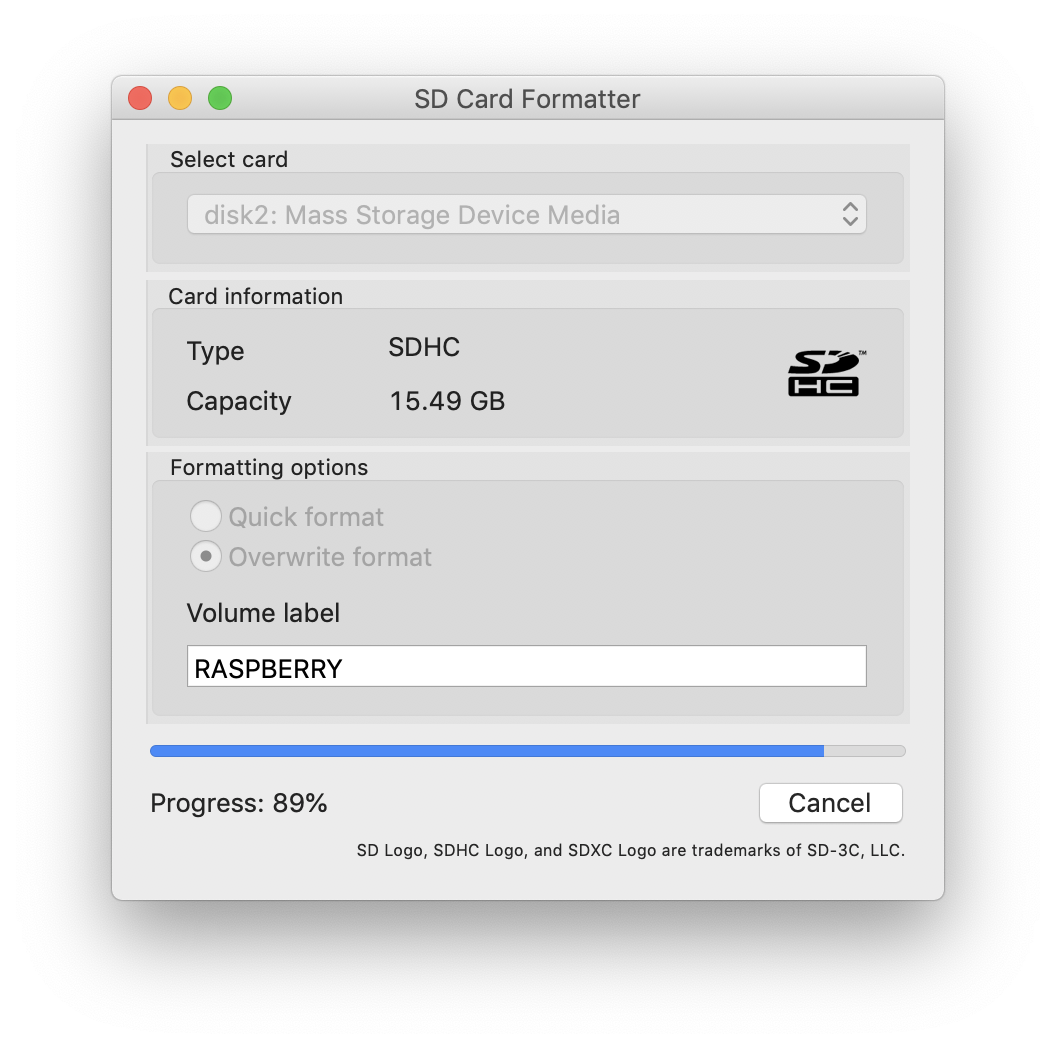 SD Card Formatter
Select card
disk2: Mass Storage Device Media
Card information
Type SDHC
SD™
HC
Capacity 15.49 GB
Formatting options
Quick format
Overwrite format
Volume label
RASPBERRY
Progress: 89%
Cancel
SD Logo, SDHC Logo, and SDXC Logo are trademarks of SD-3C, LLC.